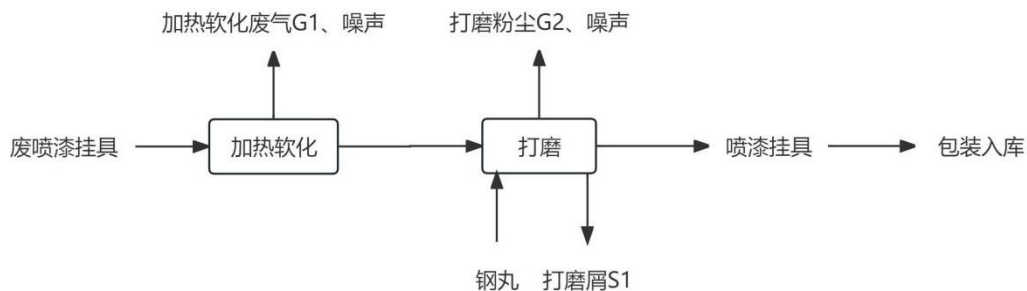 加热软化废气G1、噪声
打磨粉尘G2、噪声
废喷漆挂具
加热软化
打磨
喷漆挂具
包装入库
钢丸
打磨屑S1